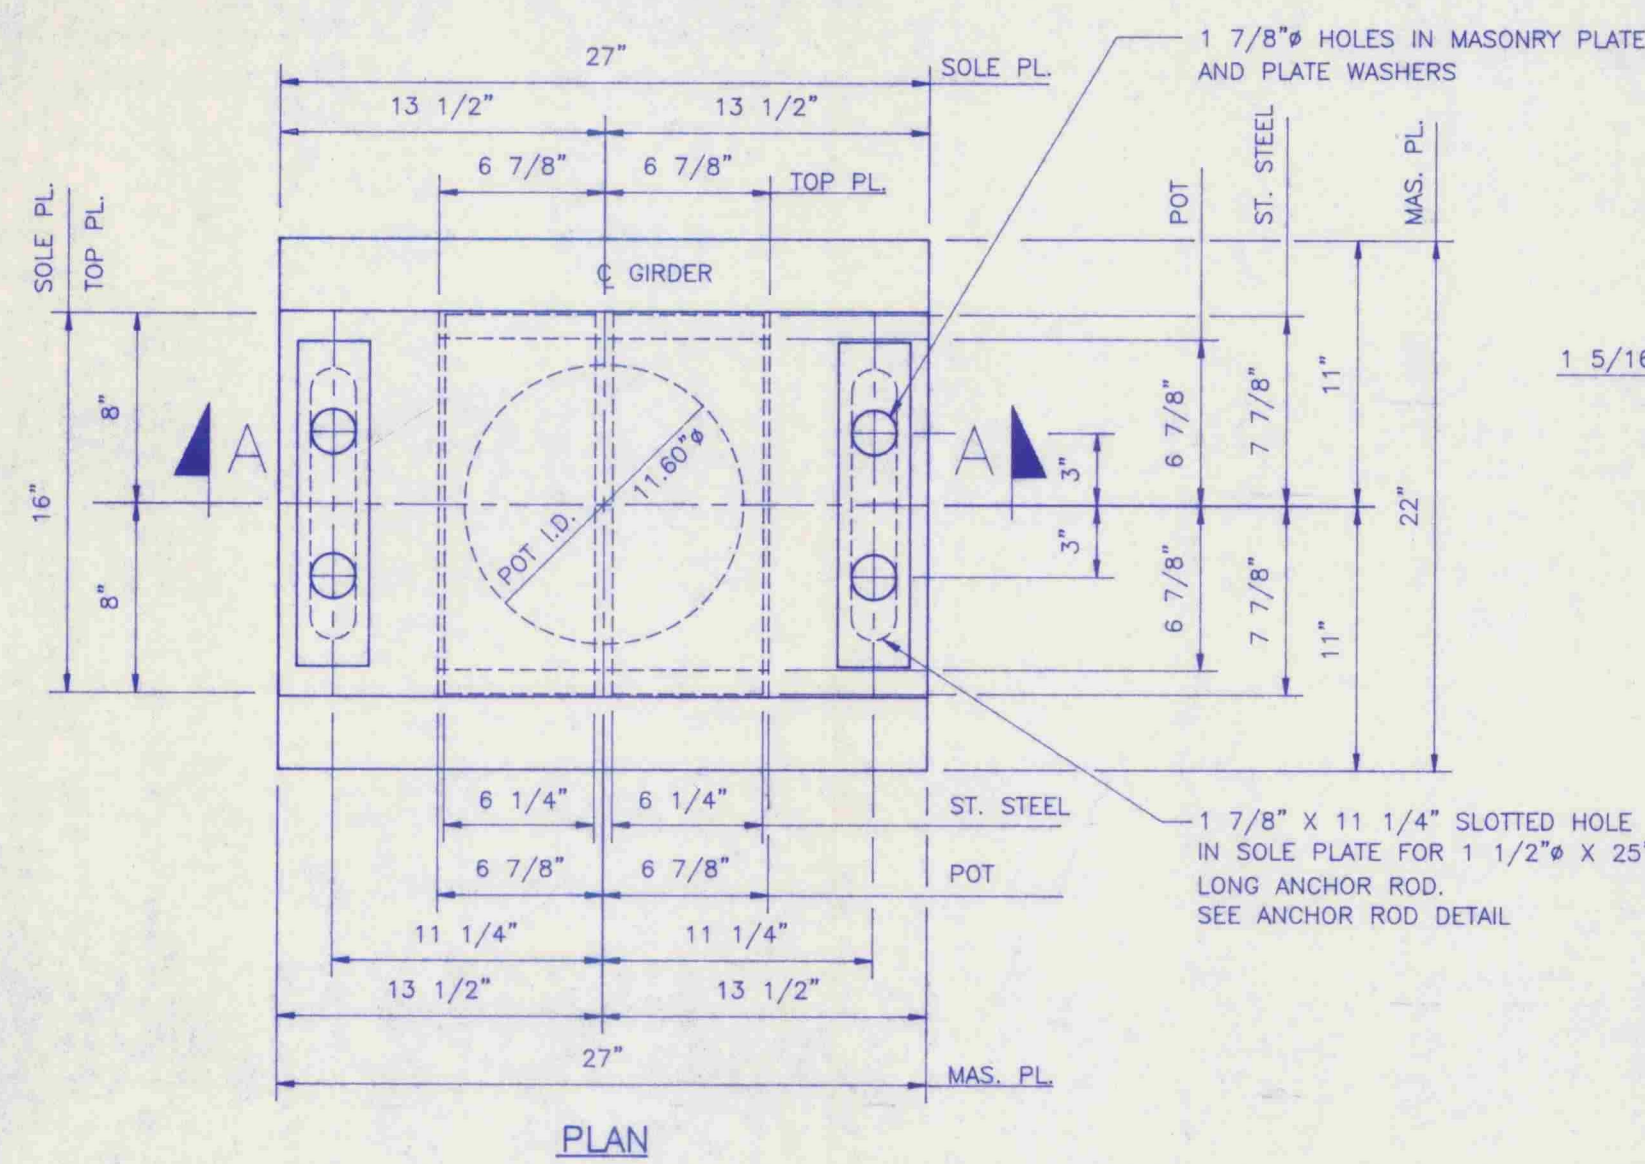 27"
SOLE PL.
1 7/8"ø HOLES IN MASONRY PLATE
AND PLATE WASHERS
13 1/2" 13 1/2"
6 7/8" 6 7/8"
TOP PL.
SOLE PL.
TOP PL.
POT
ST. STEEL
MAS. PL.
℄ GIRDER
16"
8"
8"
A
A
POT I.D. 11.60"ø
3"
3"
6 7/8"
6 7/8"
7 7/8"
7 7/8"
11"
11"
22"
1 5/16
6 1/4" 6 1/4"
ST. STEEL
6 7/8" 6 7/8"
POT
11 1/4" 11 1/4"
13 1/2" 13 1/2"
27"
MAS. PL.
1 7/8" X 11 1/4" SLOTTED HOLE
IN SOLE PLATE FOR 1 1/2"ø X 25"
LONG ANCHOR ROD.
SEE ANCHOR ROD DETAIL
PLAN